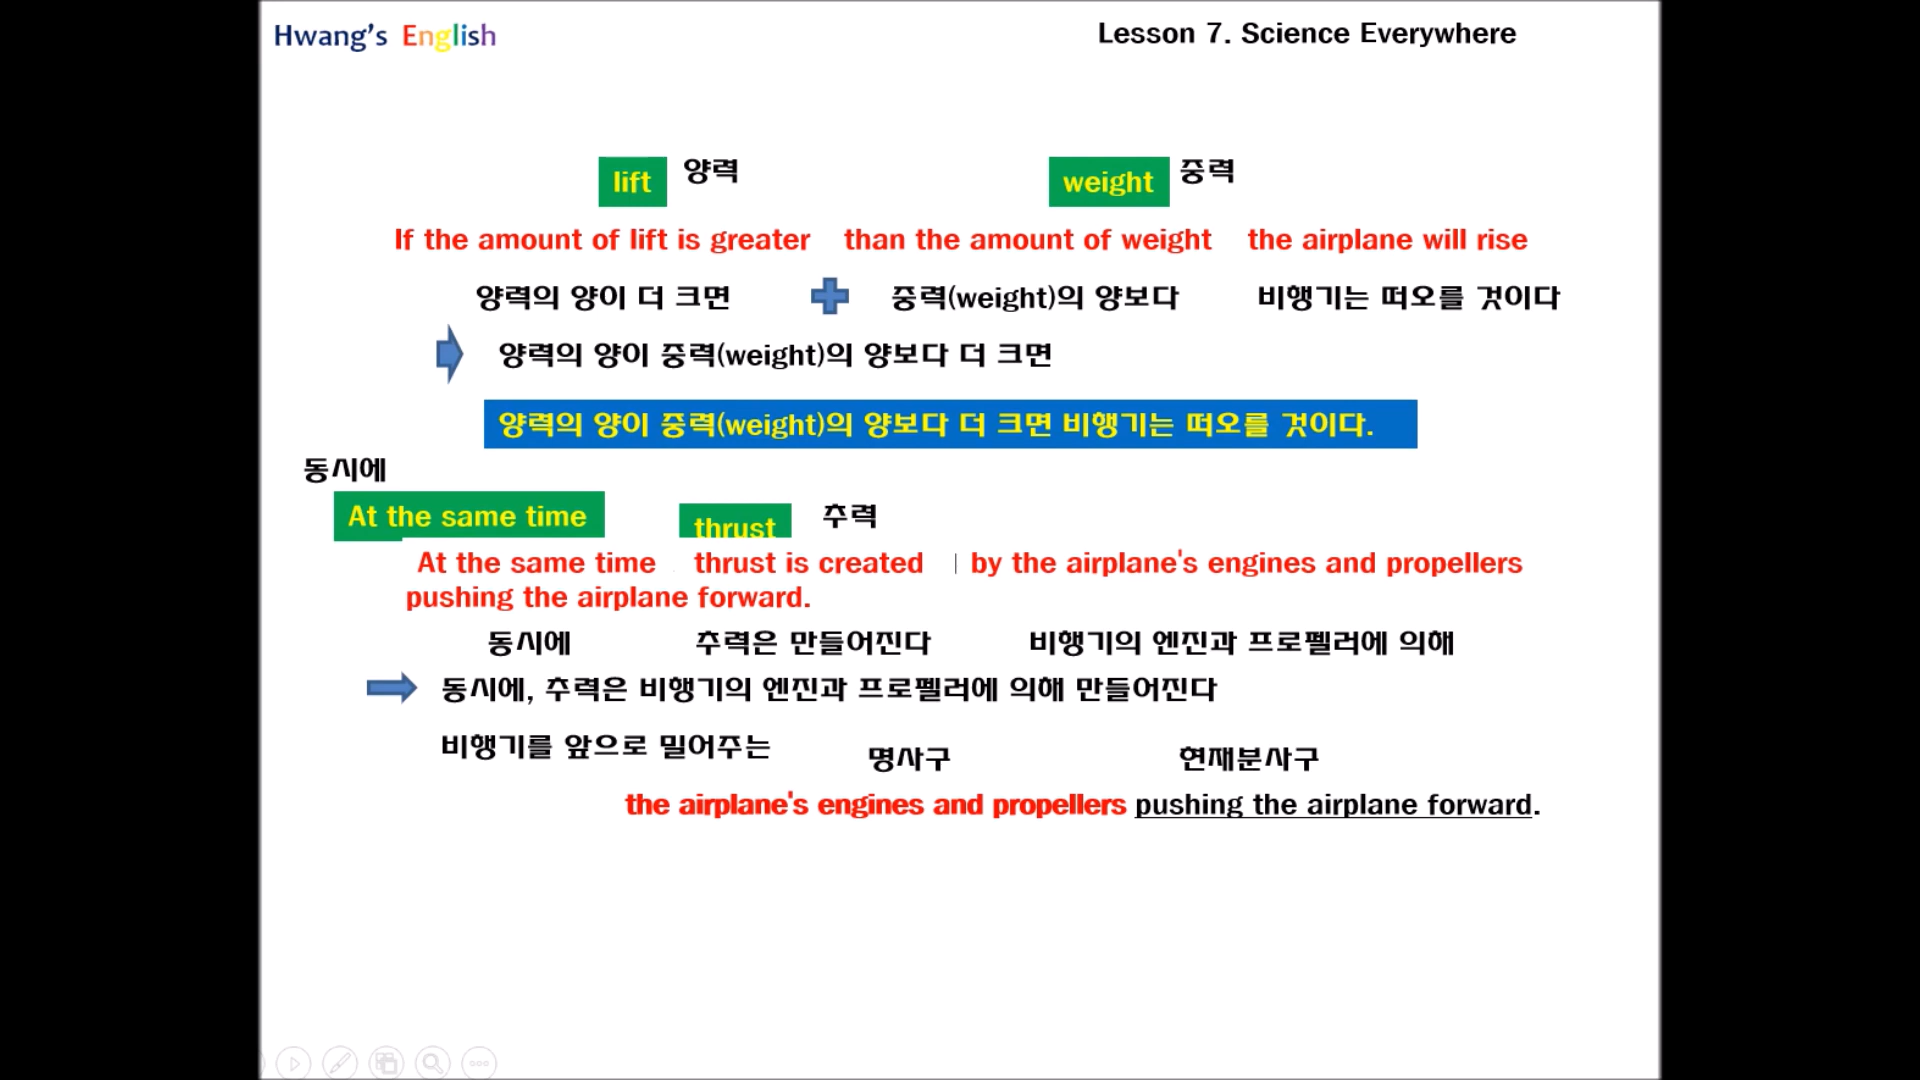 Hwang's English
Lesson 7. Science Everywhere
lift 양력 weight 중력
If the amount of lift is greater than the amount of weight the airplane will rise
양력의 양이 더 크면 중력(weight)의 양보다 비행기는 떠오를 것이다
양력의 양이 중력(weight)의 양보다 더 크면
양력의 양이 중력(weight)의 양보다 더 크면 비행기는 떠오를 것이다.
동시에
At the same time thrust 추력
At the same time thrust is created by the airplane's engines and propellers
pushing the airplane forward.
동시에 추력은 만들어진다 비행기의 엔진과 프로펠러에 의해
동시에, 추력은 비행기의 엔진과 프로펠러에 의해 만들어진다
비행기를 앞으로 밀어주는 명사구 현재분사구
the airplane's engines and propellers pushing the airplane forward.